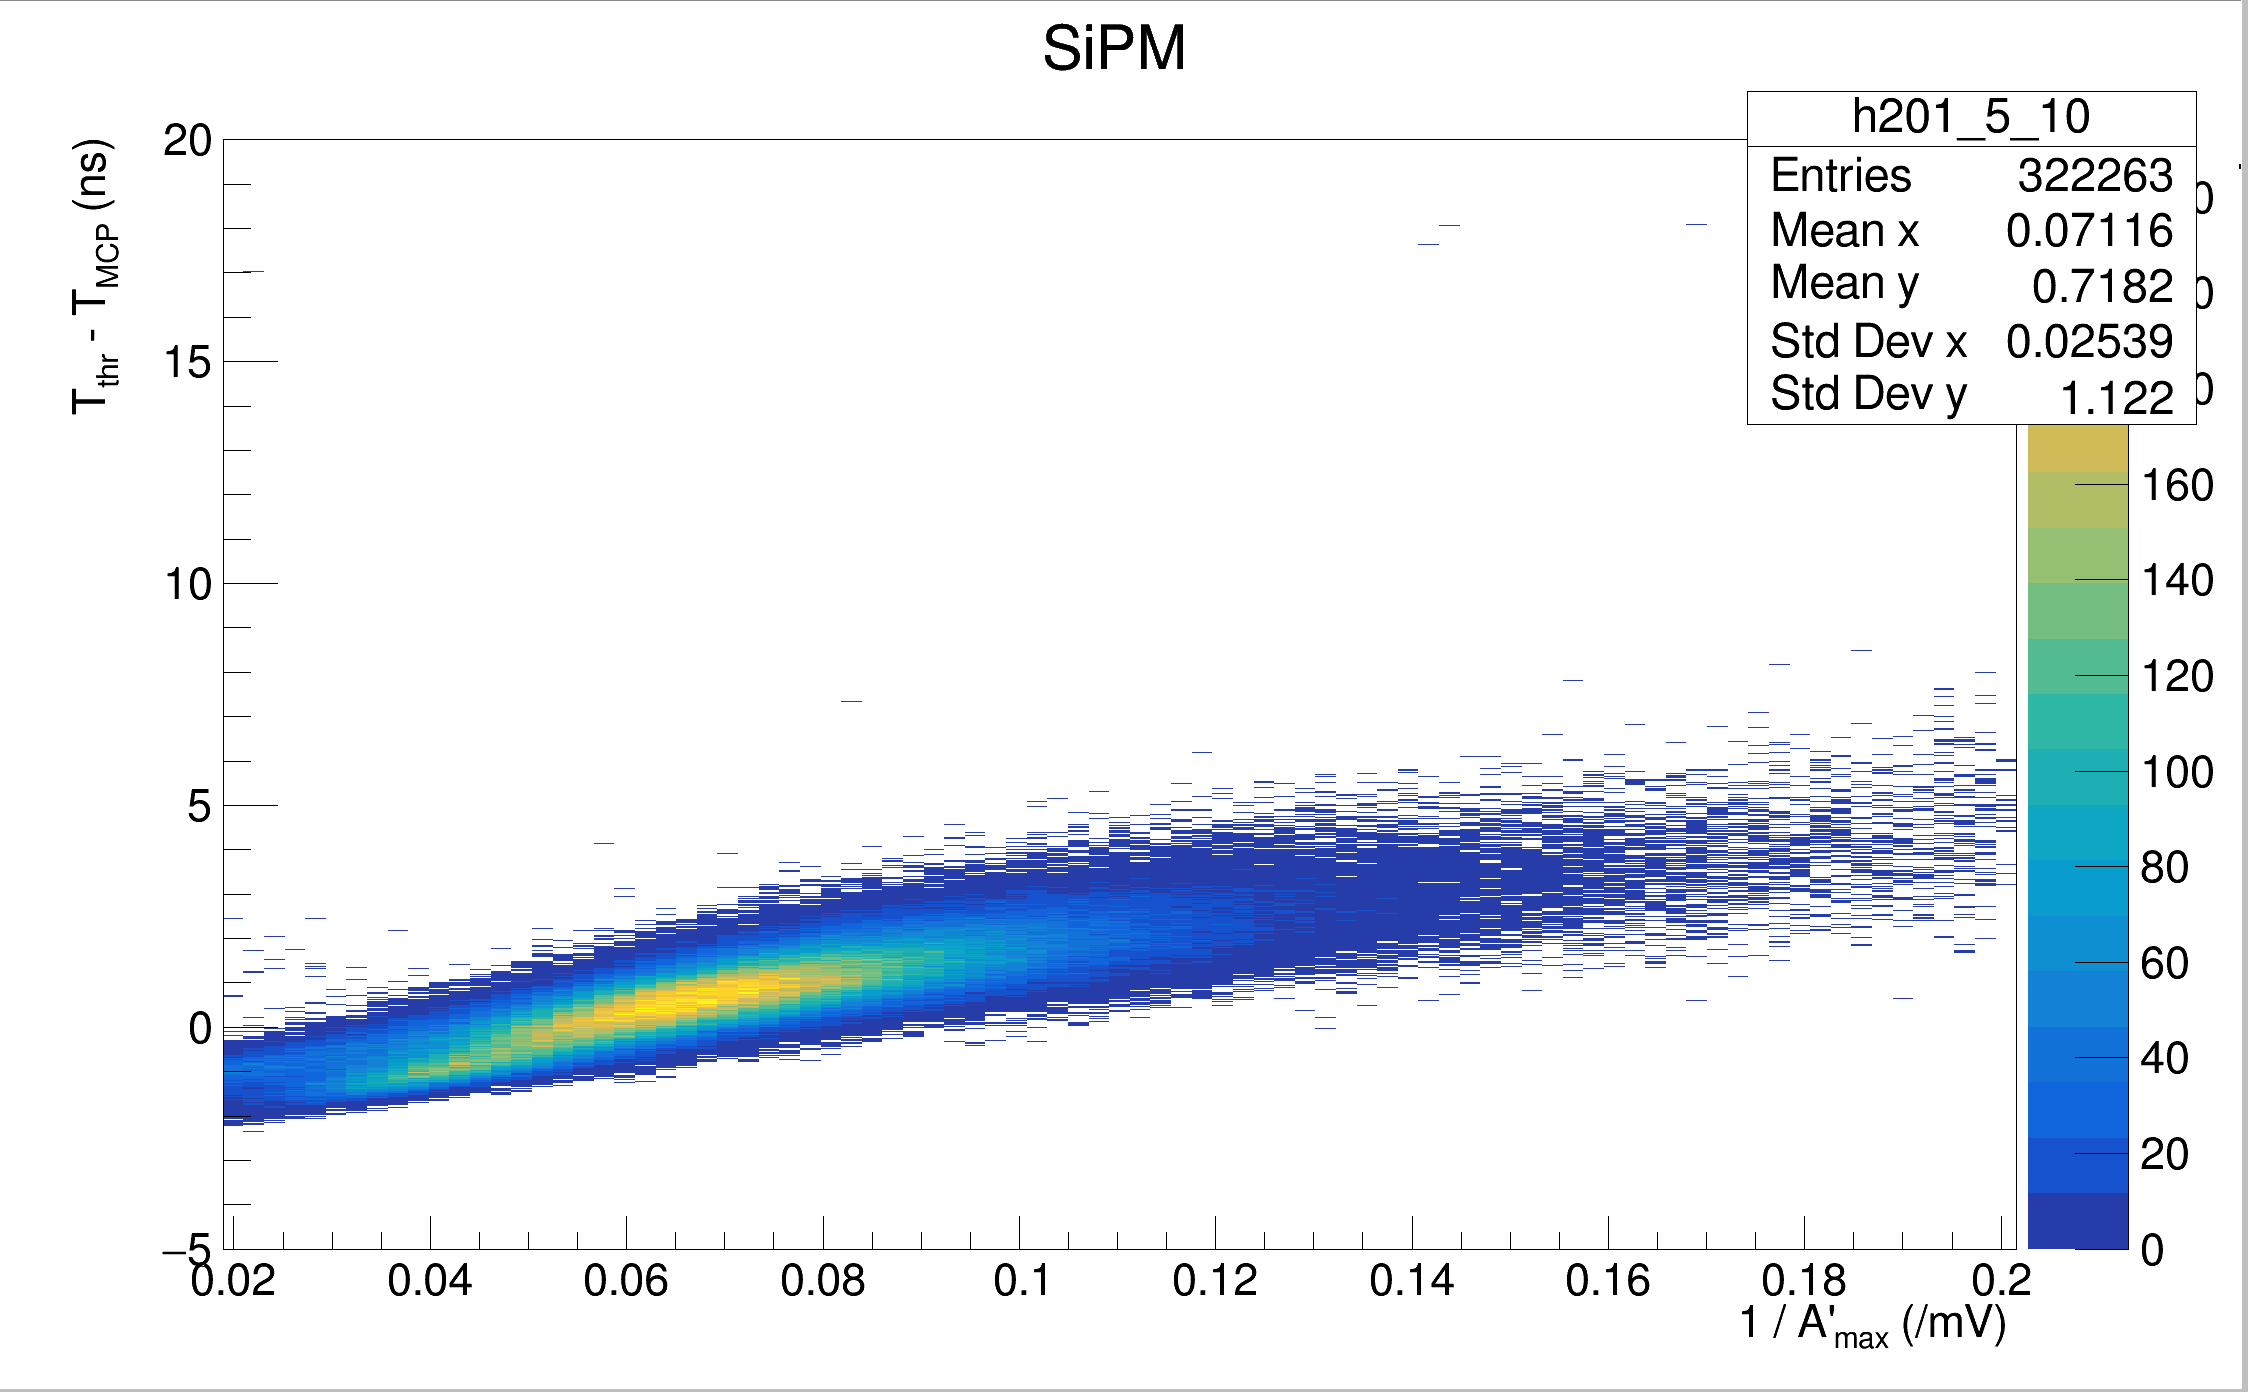 SiPM
T_thr - T_MCP (ns)
h201_5_10
Entries 322263
Mean x 0.07116
Mean y 0.7182
Std Dev x 0.02539
Std Dev y 1.122
20
15
10
5
0
−5
0.02 0.04 0.06 0.08 0.1 0.12 0.14 0.16 0.18 0.2
1 / A'_max (/mV)
160
140
120
100
80
60
40
20
0